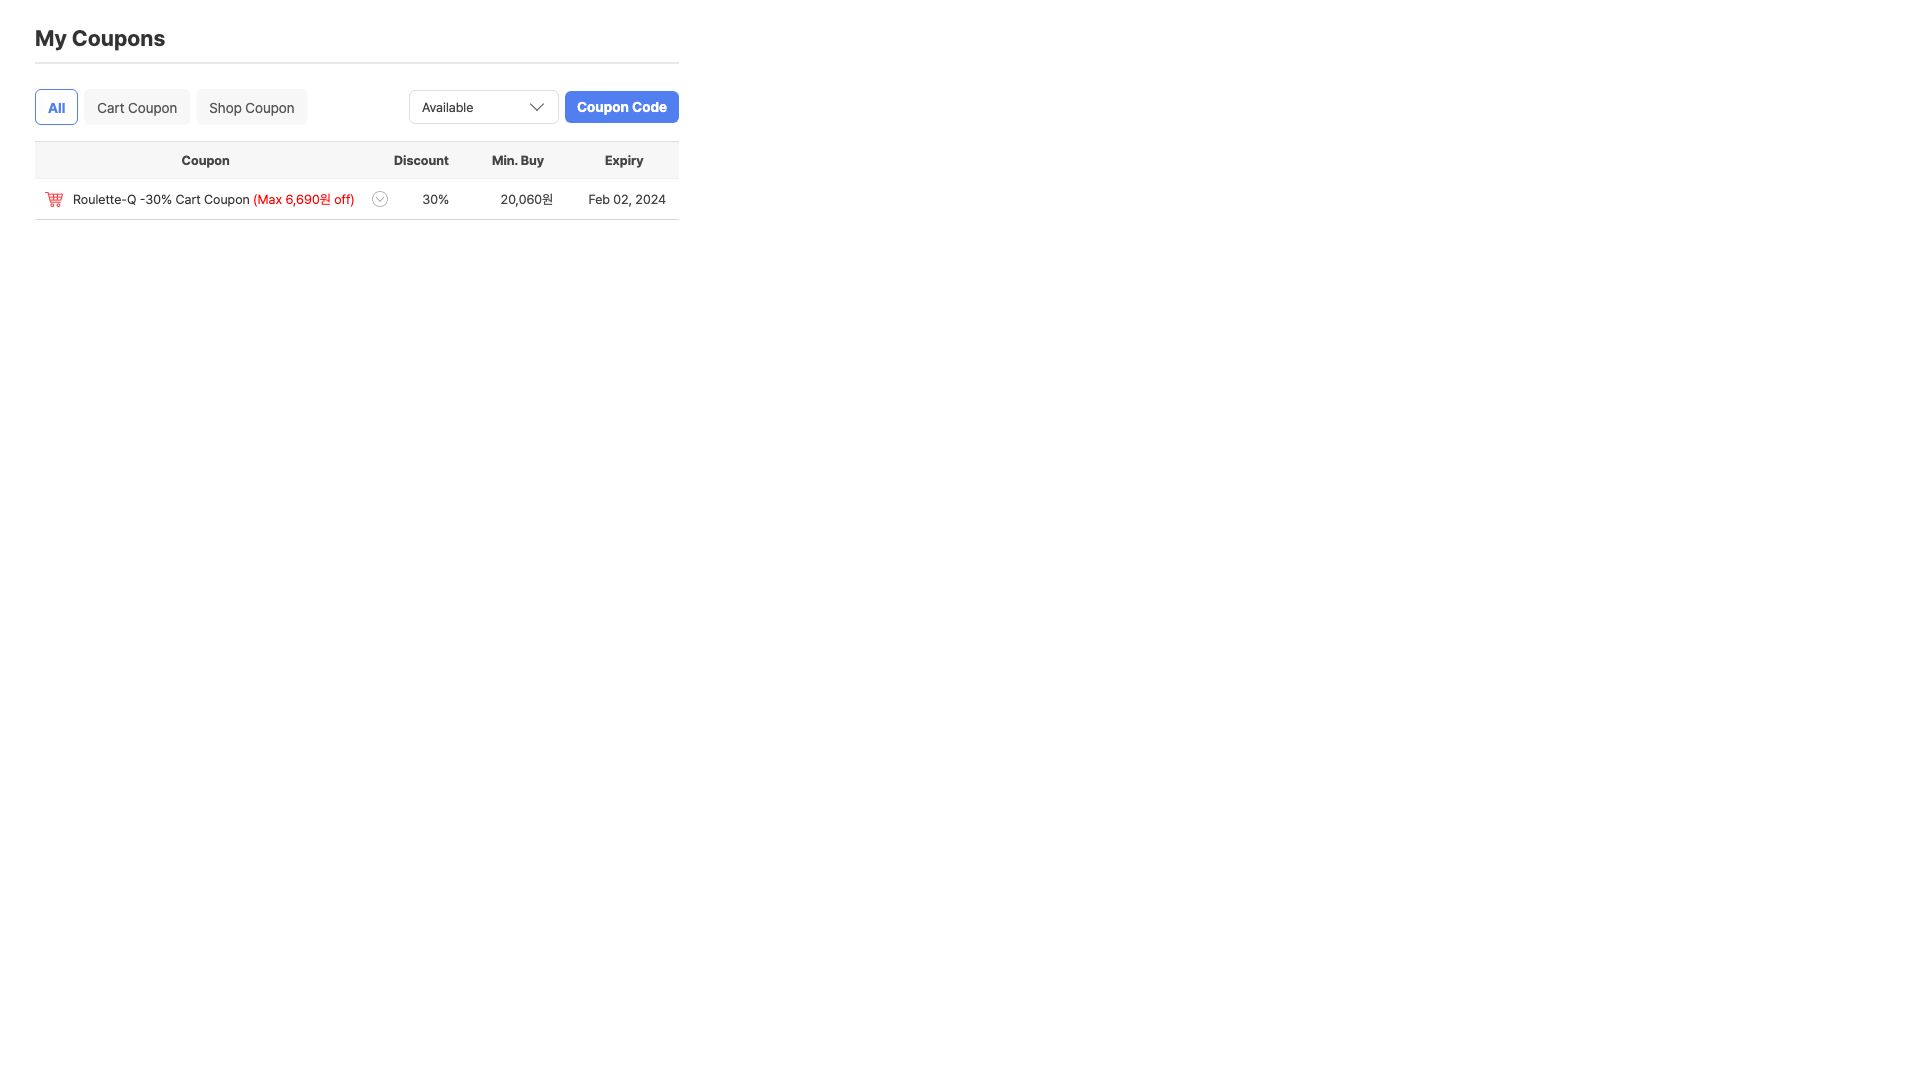 My Coupons
All
Cart Coupon
Shop Coupon
Available
Coupon Code
Coupon Discount Min. Buy Expiry
Roulette-Q -30% Cart Coupon (Max 6,690원 off) 30% 20,060원 Feb 02, 2024